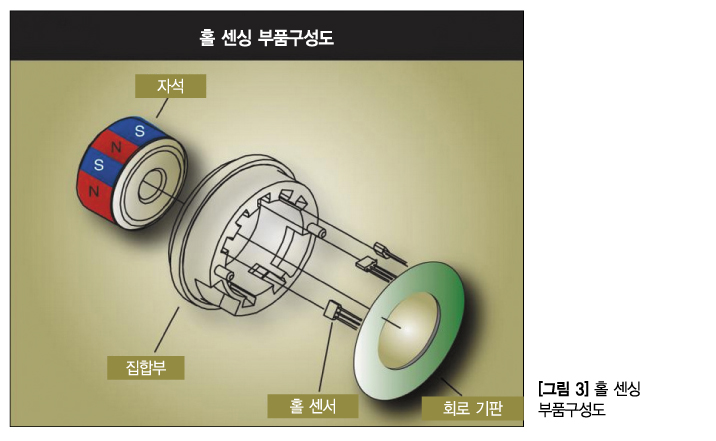 홀 센싱 부품구성도
자석
S
N
S
N
집합부
홀 센서
회로 기판
[그림 3] 홀 센싱
부품구성도